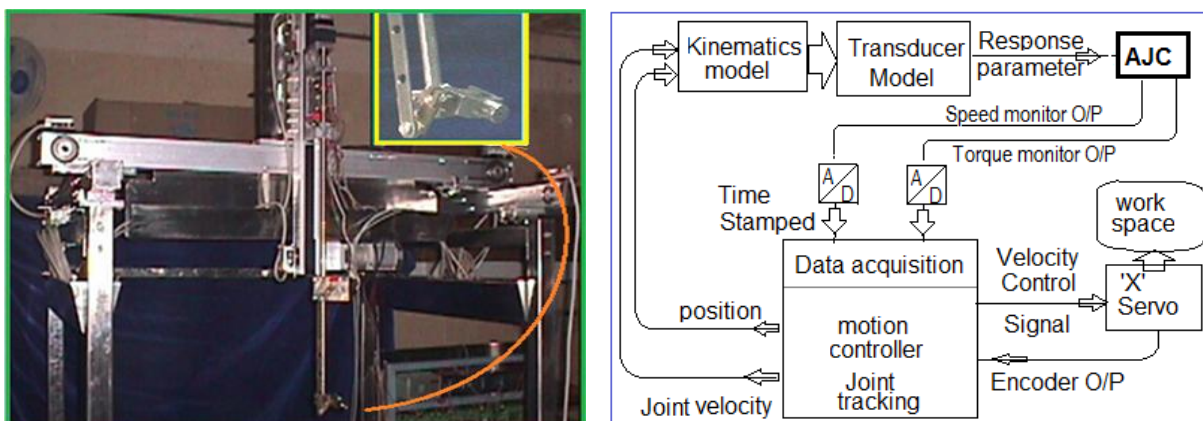 Kinematics
model
Transducer
Model
Response
parameter
AJC
Speed monitor O/P
Torque monitor O/P
A
D
A
D
Time
Stamped
work
space
Data acquisition
Velocity
Control
Signal
'X'
Servo
position
motion
controller
Joint
tracking
Encoder O/P
Joint velocity